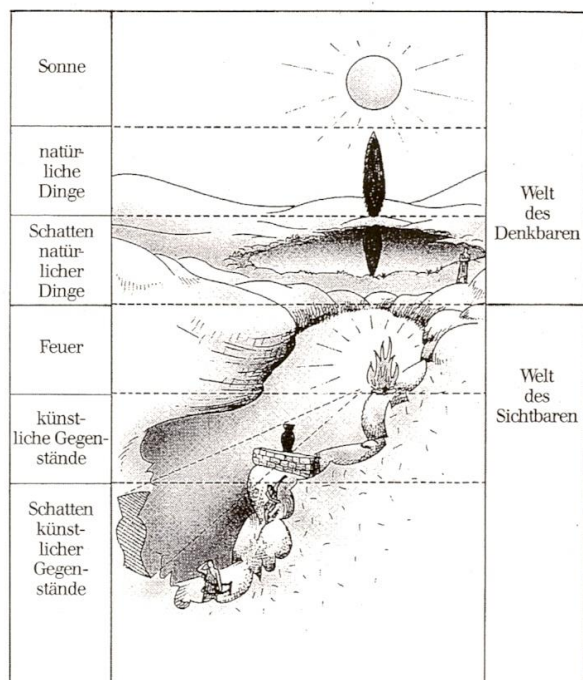 Sonne
natür-
liche
Dinge
Schatten
natür-
licher
Dinge
Feuer
künst-
liche Gegen-
stände
Schatten
künst-
licher
Gegen-
stände
Welt
des
Denkbaren
Welt
des
Sichtbaren